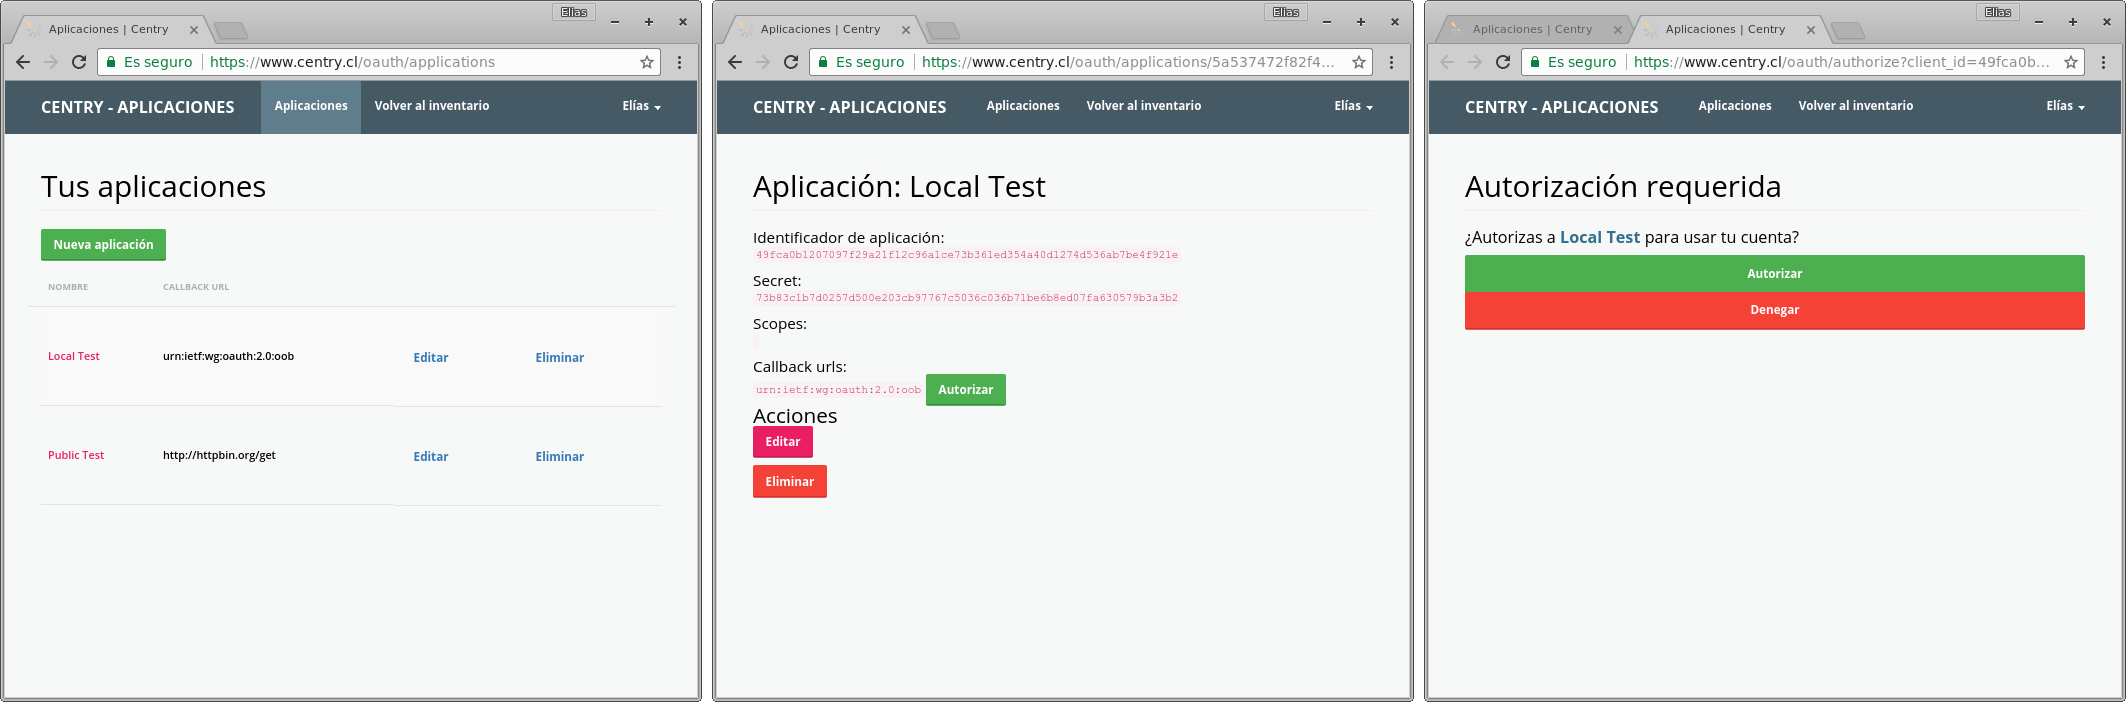 Elías
Aplicaciones | Centry
Es seguro
https://www.centry.cl/oauth/applications
CENTRY - APLICACIONES
Aplicaciones
Volver al inventario
Elías
Tus aplicaciones
Nueva aplicación
NOMBRE
CALLBACK URL
Local Test
urn:ietf:wg:oauth:2.0:oob
Editar
Eliminar
Public Test
http://httpbin.org/get
Editar
Eliminar
Elías
Aplicaciones | Centry
Es seguro
https://www.centry.cl/oauth/applications/5a537472f82f4...
CENTRY - APLICACIONES
Aplicaciones
Volver al inventario
Elías
Aplicación: Local Test
Identificador de aplicación:
49fca0b1207097f29a21f12c96a1ce73b361ed354a40d1274d536ab7be4f921e
Secret:
73b83c1b7d0257d500e203cb97767c5036c036b71be6b8ed07fa630579b3a3b2
Scopes:
Callback urls:
urn:ietf:wg:oauth:2.0:oob
Autorizar
Acciones
Editar
Eliminar
Elías
Aplicaciones | Centry
Aplicaciones | Centry
Es seguro
https://www.centry.cl/oauth/authorize?client_id=49fca0b...
CENTRY - APLICACIONES
Aplicaciones
Volver al inventario
Elías
Autorización requerida
¿Autorizas a Local Test para usar tu cuenta?
Autorizar
Denegar